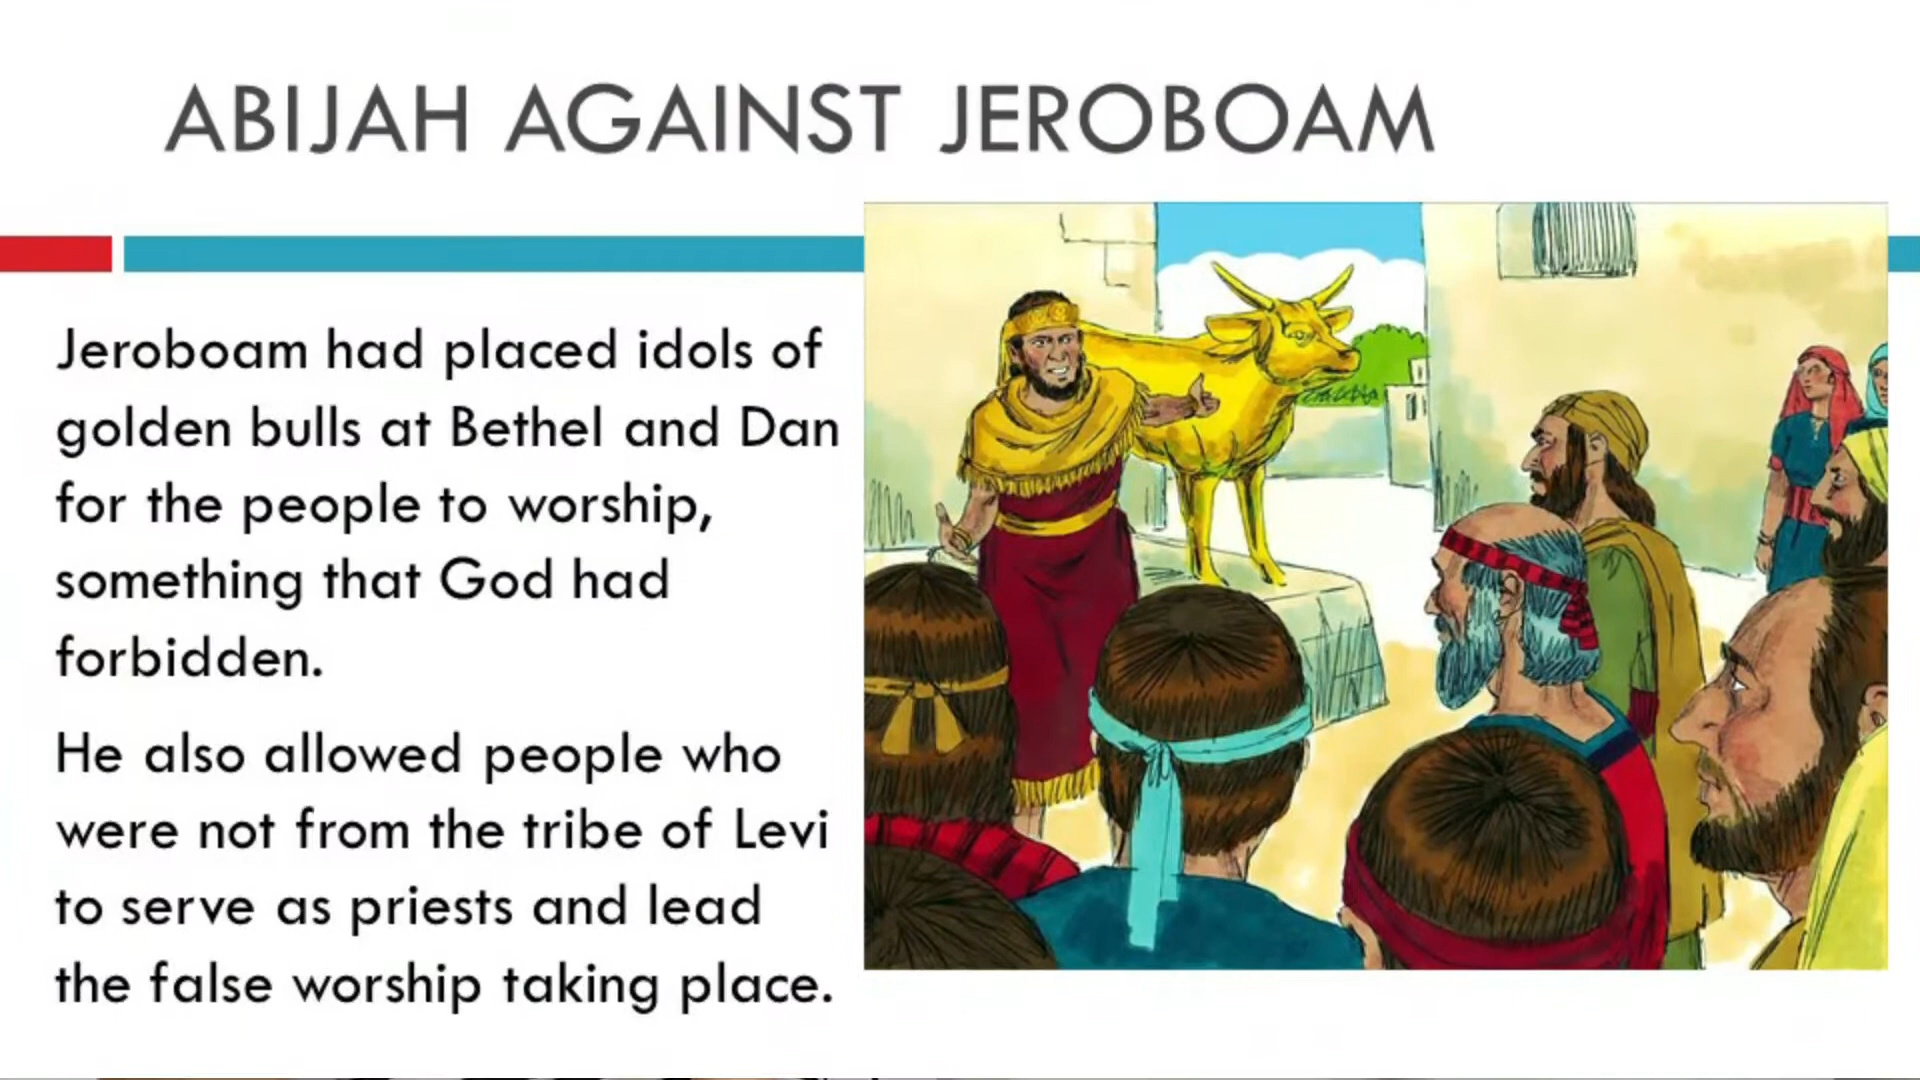 ABIJAH AGAINST JEROBOAM
Jeroboam had placed idols of
golden bulls at Bethel and Dan
for the people to worship,
something that God had
forbidden.
He also allowed people who
were not from the tribe of Levi
to serve as priests and lead
the false worship taking place.